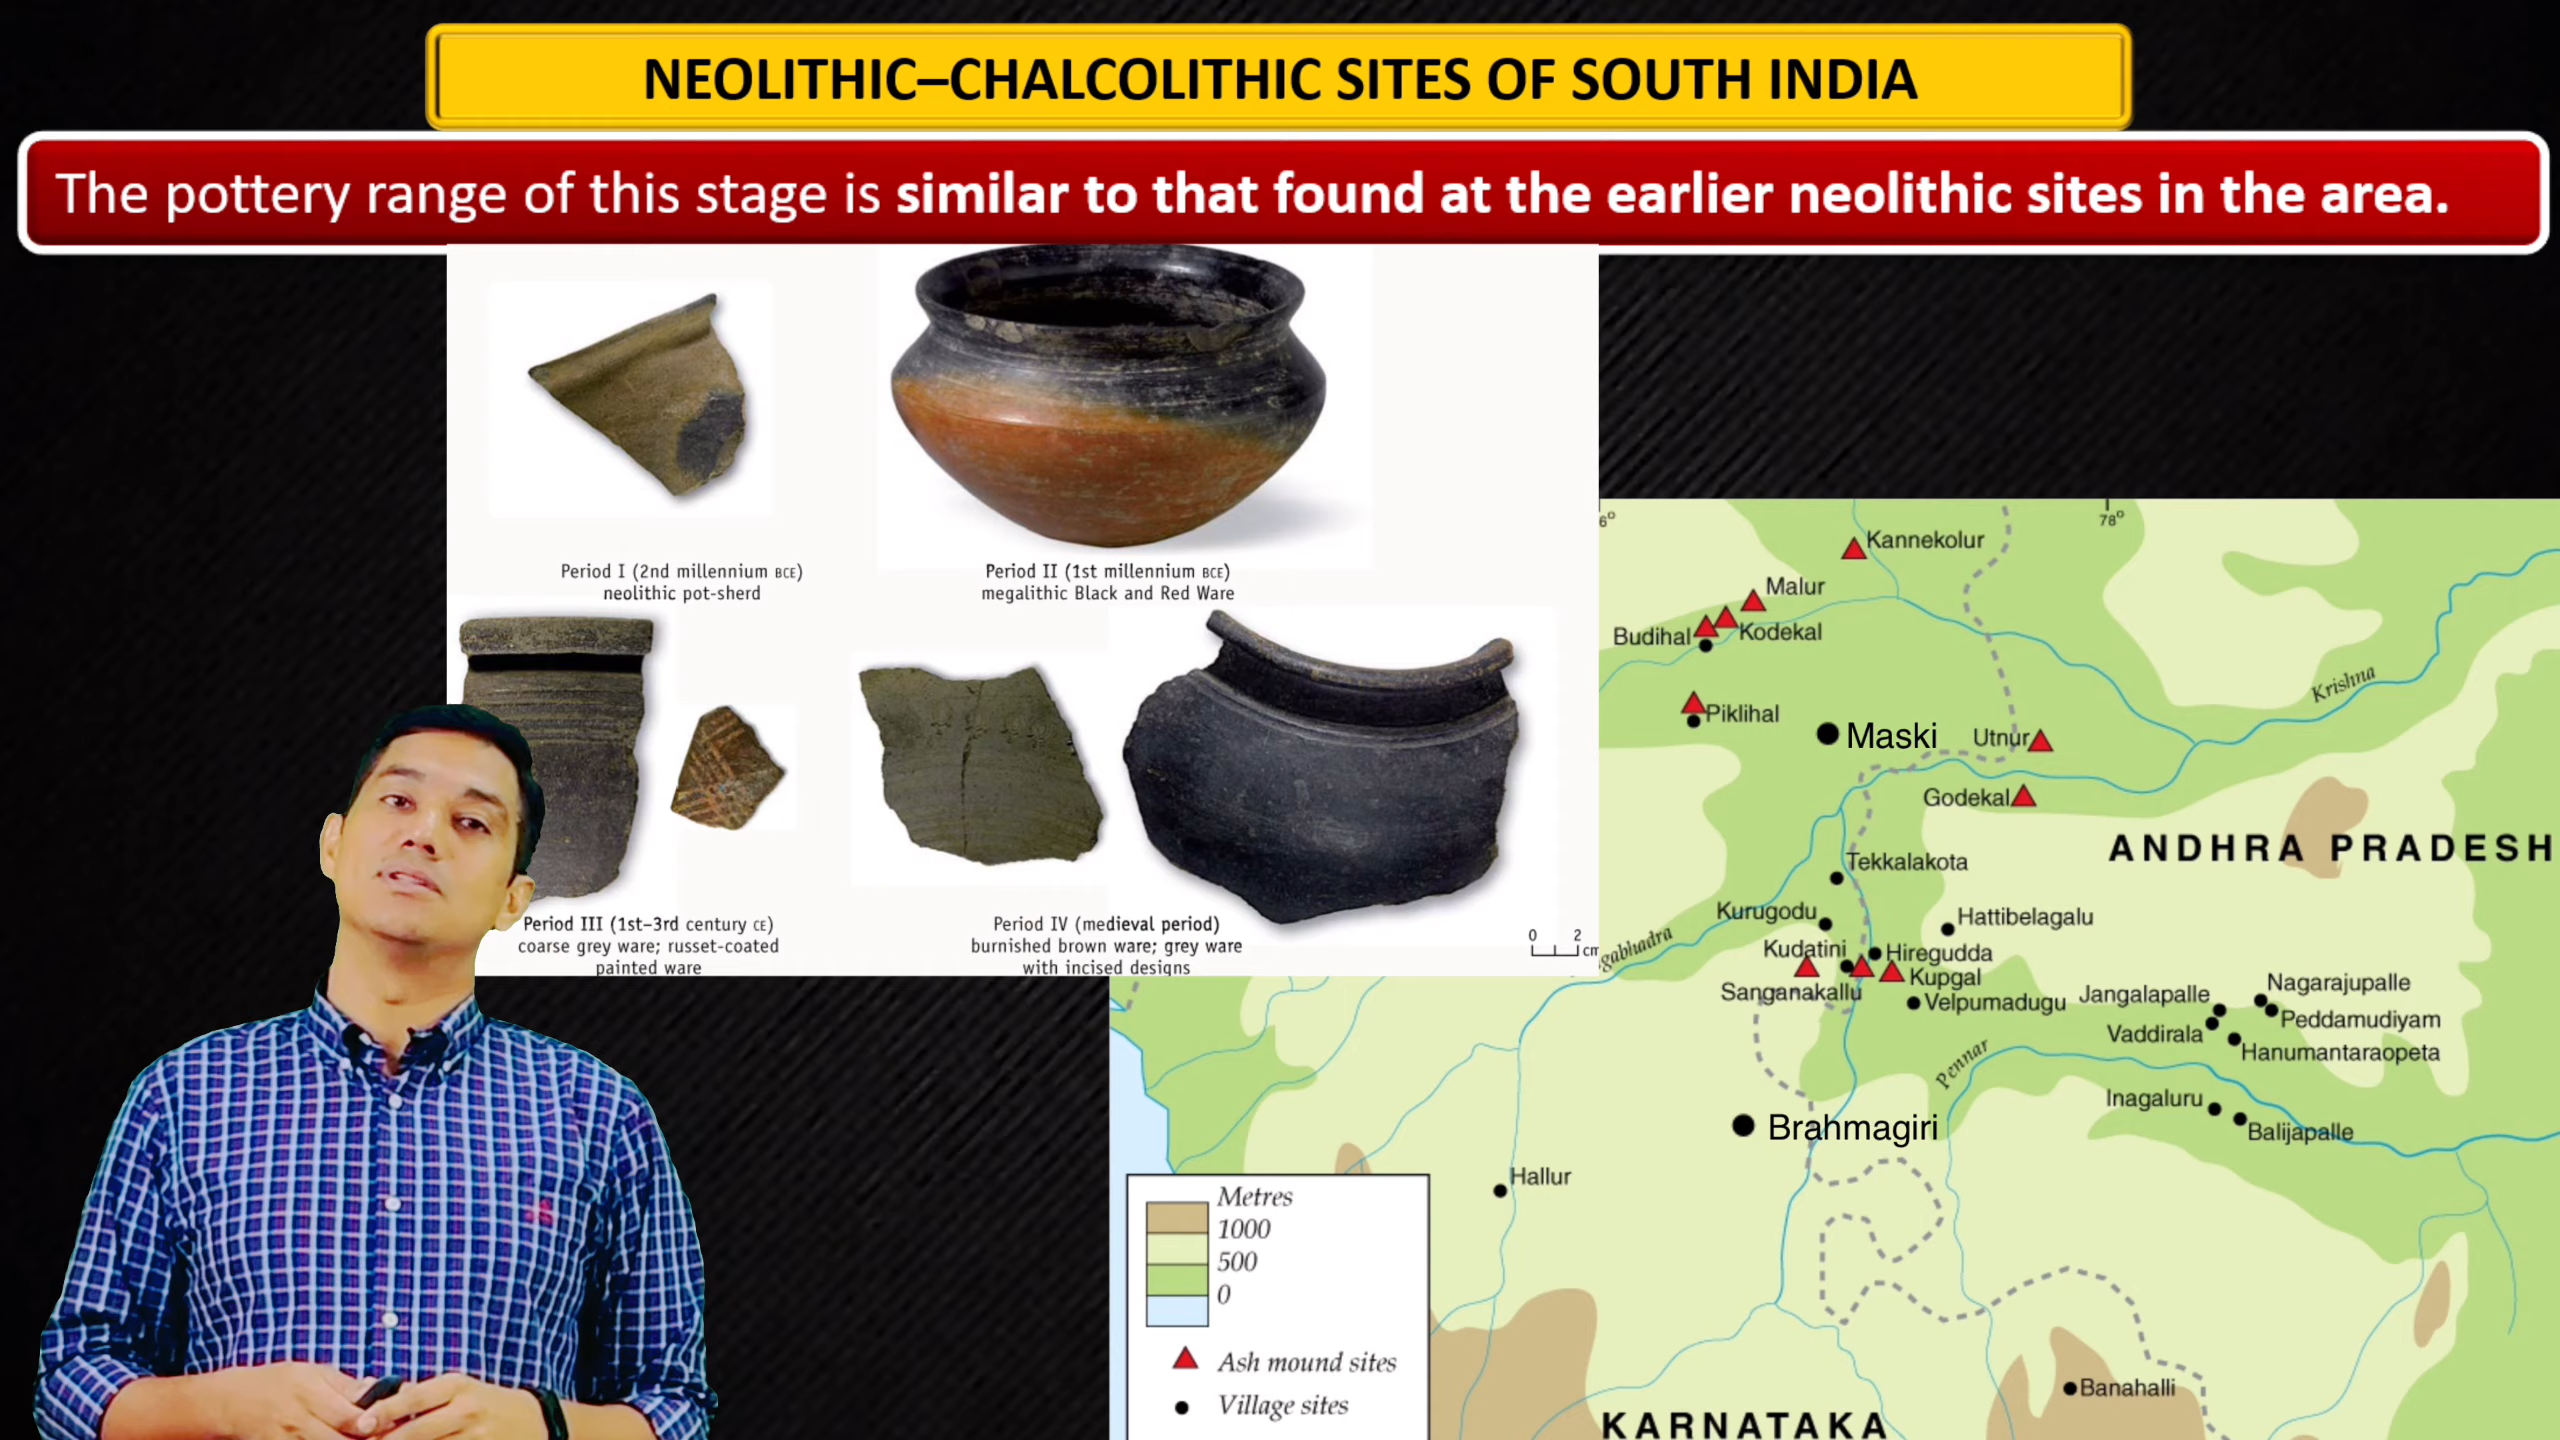 NEOLITHIC–CHALCOLITHIC SITES OF SOUTH INDIA
The pottery range of this stage is similar to that found at the earlier neolithic sites in the area.
Period I (2nd millennium BCE)
neolithic pot-sherd
Period II (1st millennium BCE)
megalithic Black and Red Ware
Period III (1st–3rd century CE)
coarse grey ware; russet-coated
painted ware
Period IV (medieval period)
burnished brown ware; grey ware
with incised designs
0 2
cm
6°
78°
Kannekolur
Malur
Budihal
Kodekal
Krishna
Piklihal
Maski
Utnur
Godekal
ANDHRA PRADESH
Tekkalakota
Kurugodu
Hattibelagalu
gabhadra
Kudatini
Hiregudda
Kupgal
Sanganakallu
Velpumadugu
Jangalapalle
Nagarajupalle
Peddamudiyam
Vaddirala
Hanumantaraopeta
Pennar
Inagaluru
Balijapalle
Brahmagiri
Hallur
Metres
1000
500
0
Ash mound sites
Village sites
Banahalli
KARNATAKA